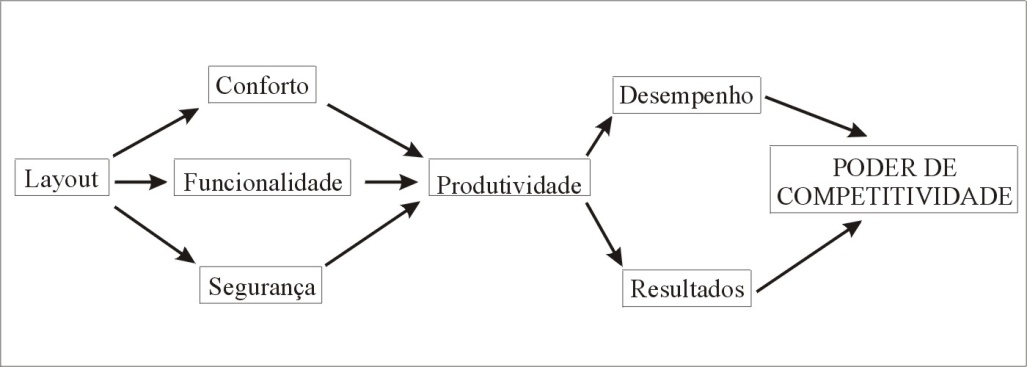 Layout
Conforto
Funcionalidade
Segurança
Produtividade
Desempenho
Resultados
PODER DE
COMPETITIVIDADE